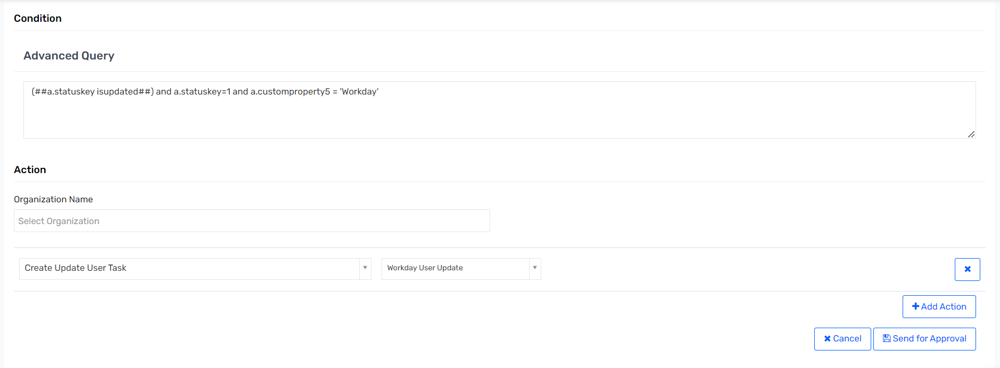 Condition
Advanced Query
(##a.statuskey isupdated##) and a.statuskey=1 and a.customproperty5 = 'Workday'
Action
Organization Name
Select Organization
Create Update User Task
Workday User Update
Add Action
Cancel
Send for Approval